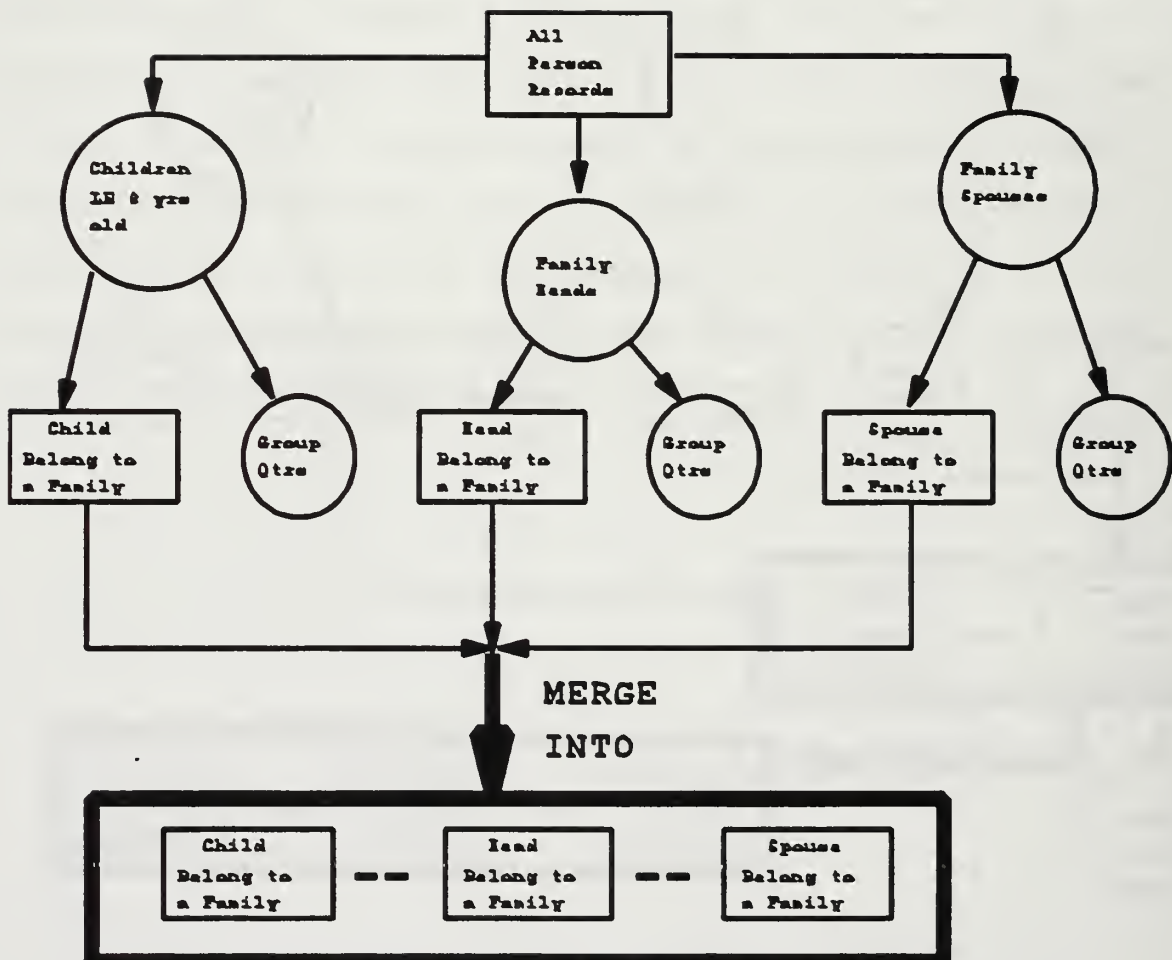 All
Person
Records
Children
LE yrs
old
Family
Heads
Family
Spouses
Child
Belong to
a Family
Group
Qtrs
Head
Belong to
a Family
Group
Qtrs
Spouse
Belong to
a Family
Group
Qtrs
MERGE
INTO
Child
Belong to
a Family
Head
Belong to
a Family
Spouse
Belong to
a Family